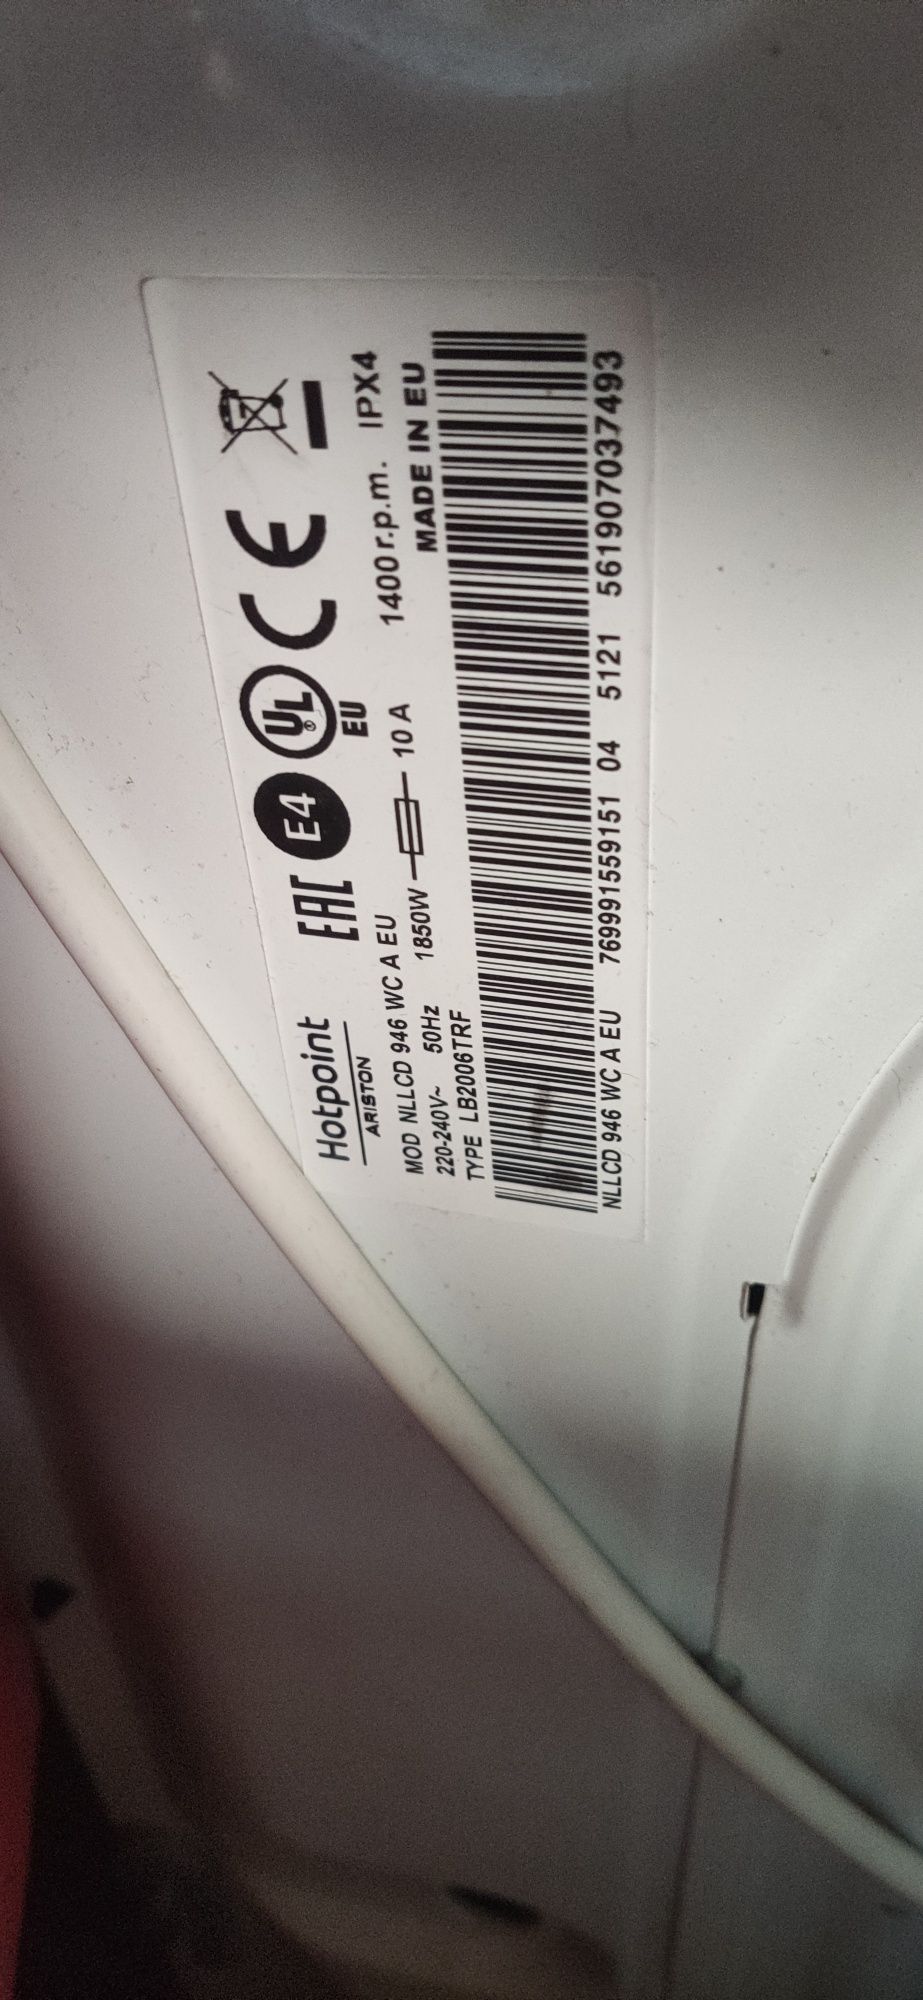 Hotpoint
ARISTON
EAC E4 UL ® EU CE
MOD NLLCD 946 WC A EU
220-240V~ 50Hz 1850W 10 A 1400 r.p.m. IPX4
TYPE LB2006TRF MADE IN EU
NLLCD 946 WC A EU 769991559151 04 5121 561907037493